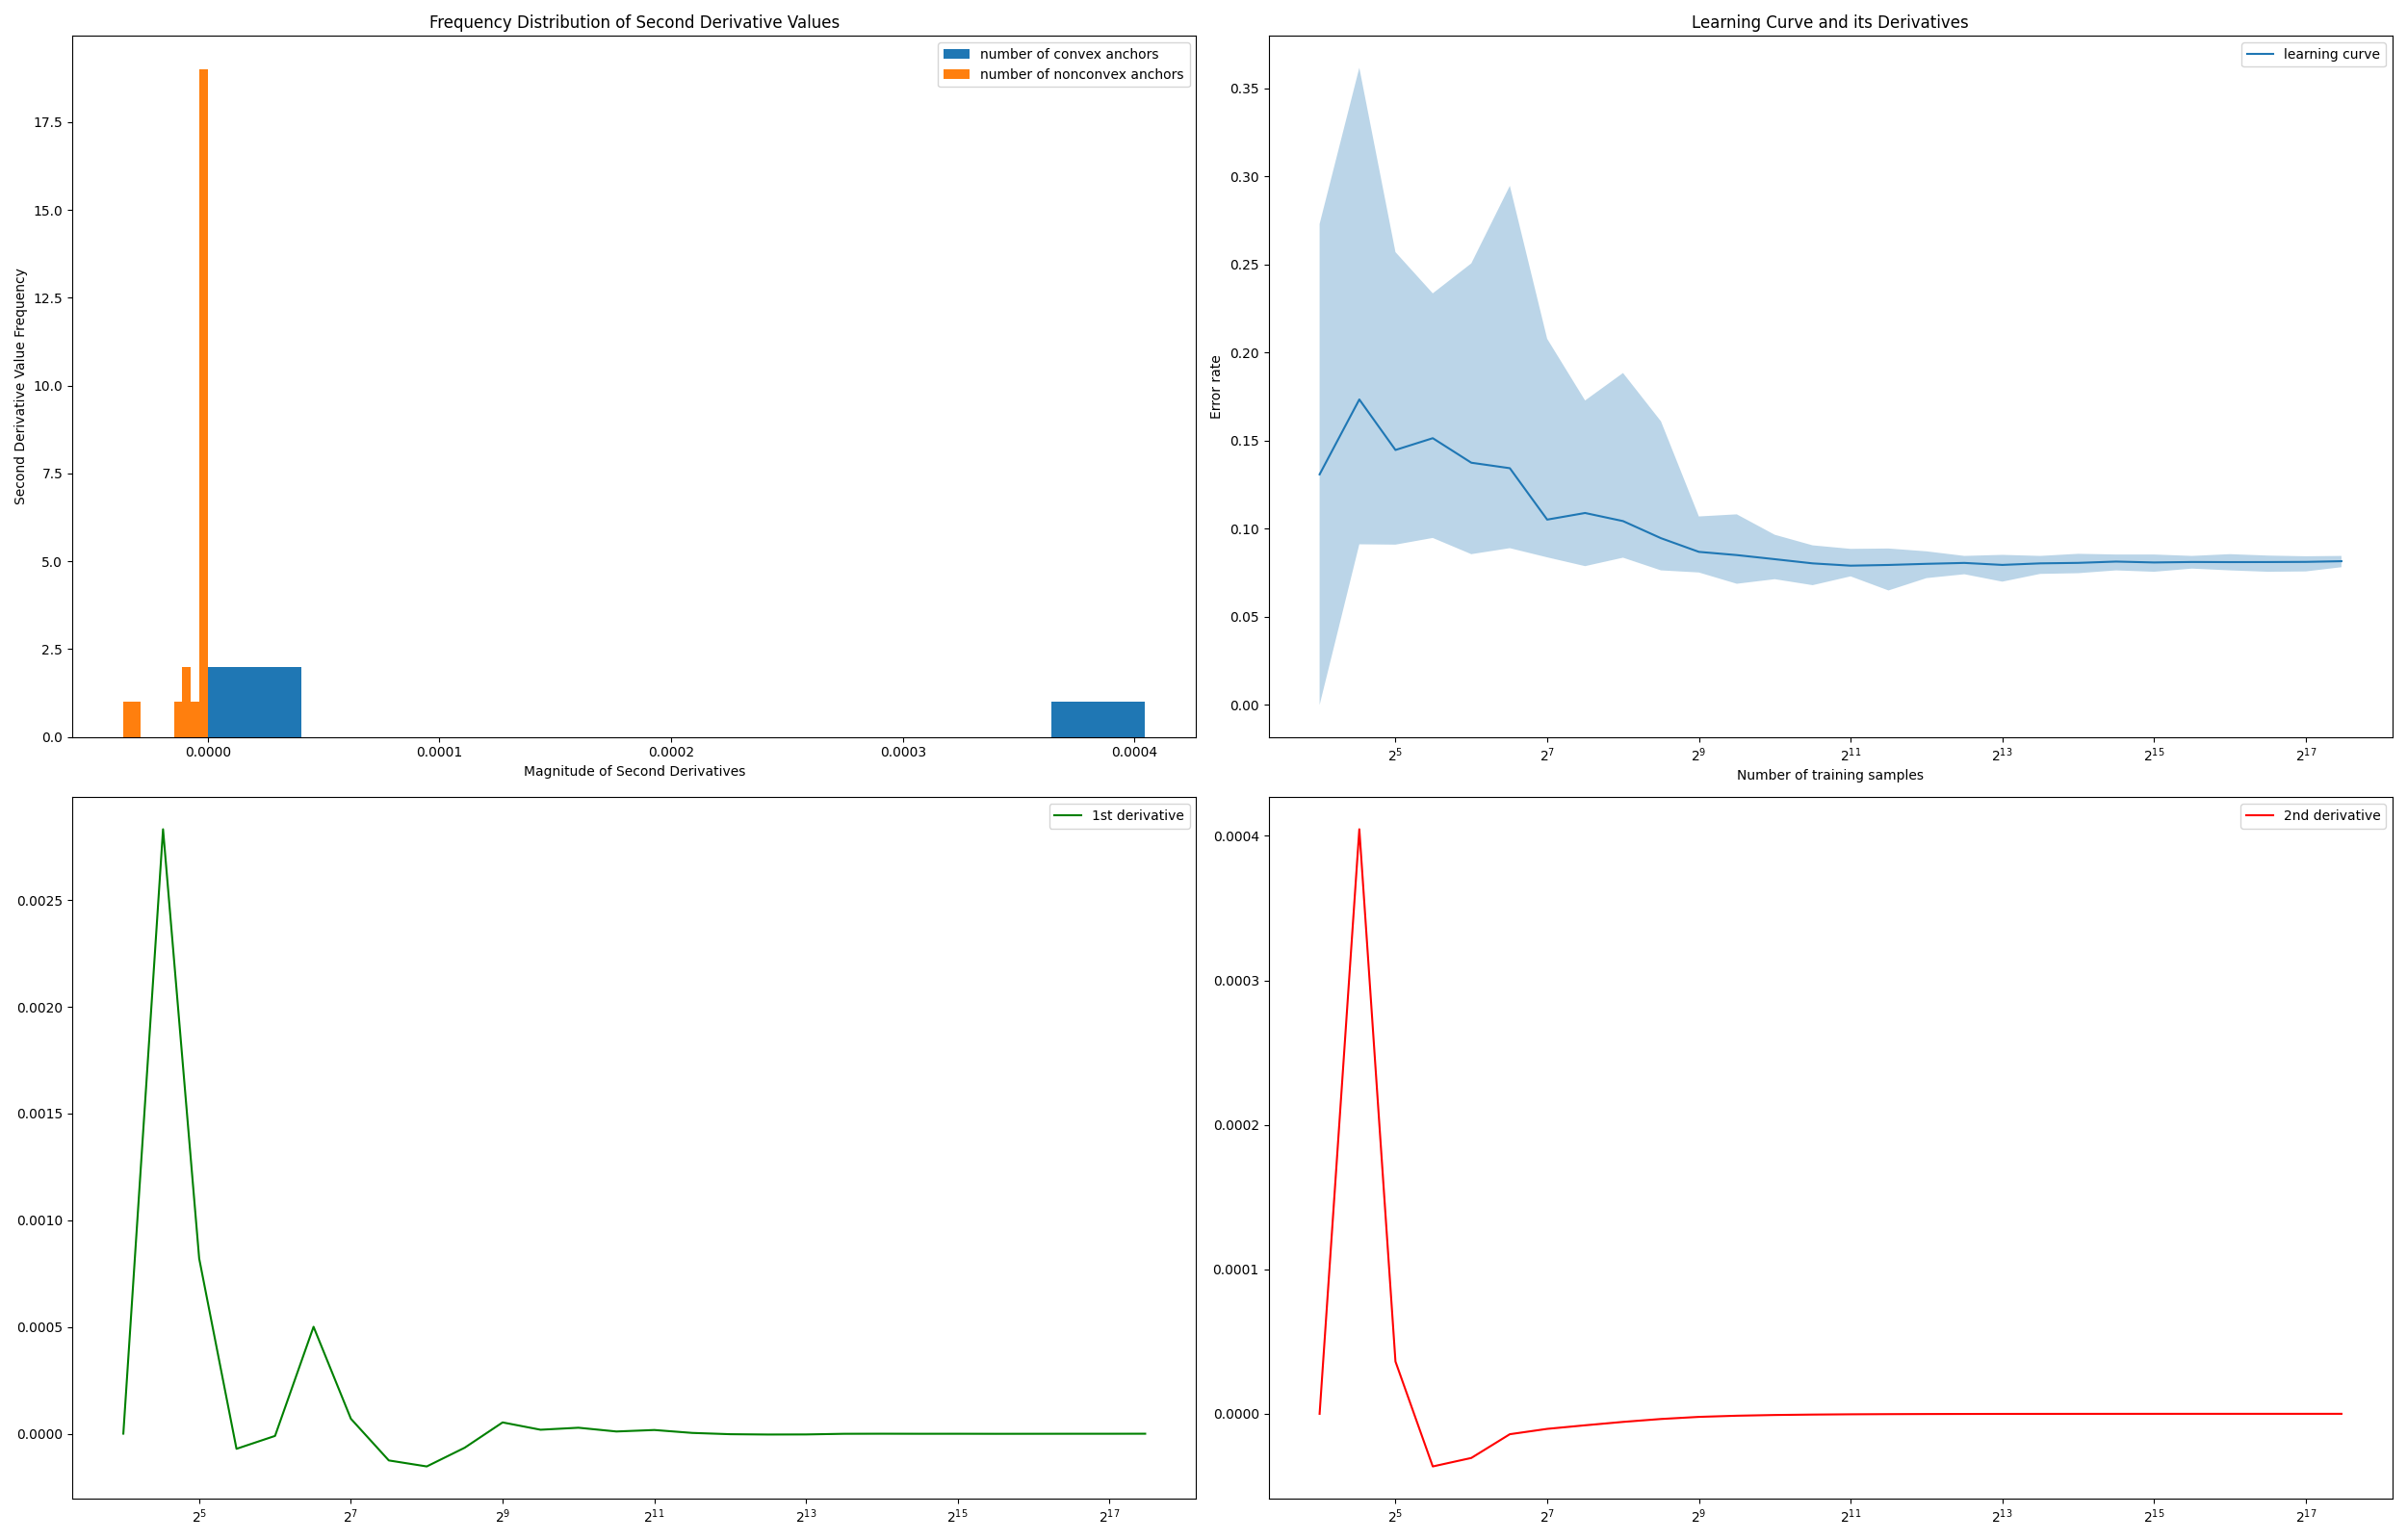 Frequency Distribution of Second Derivative Values
number of convex anchors
number of nonconvex anchors
Second Derivative Value Frequency
17.5
15.0
12.5
10.0
7.5
5.0
2.5
0.0
0.0000 0.0001 0.0002 0.0003 0.0004
Magnitude of Second Derivatives
Learning Curve and its Derivatives
learning curve
Error rate
0.35
0.30
0.25
0.20
0.15
0.10
0.05
0.00
2^5 2^7 2^9 2^11 2^13 2^15 2^17
Number of training samples
1st derivative
0.0025
0.0020
0.0015
0.0010
0.0005
0.0000
2^5 2^7 2^9 2^11 2^13 2^15 2^17
2nd derivative
0.0004
0.0003
0.0002
0.0001
0.0000
2^5 2^7 2^9 2^11 2^13 2^15 2^17